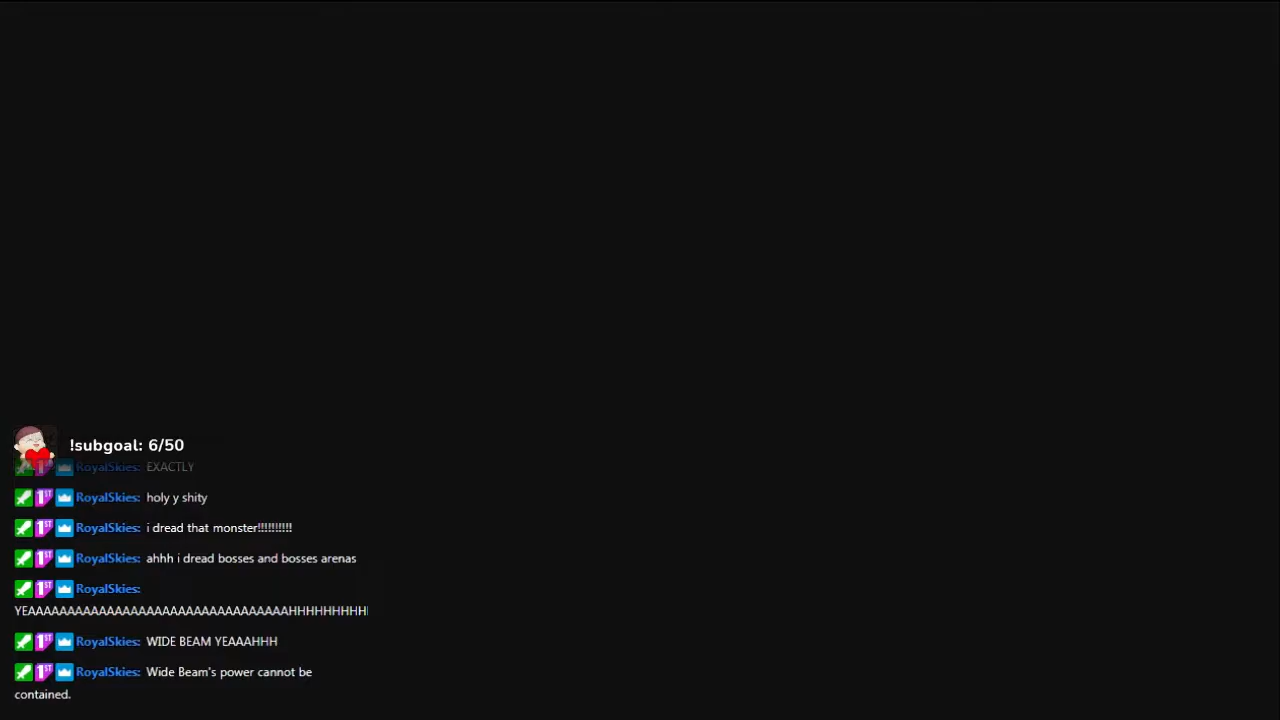 !subgoal: 6/50
RoyalSkies: EXACTLY
RoyalSkies: holy y shity
RoyalSkies: i dread that monster!!!!!!!!!!
RoyalSkies: ahhh i dread bosses and bosses arenas
RoyalSkies:
YEAAAAAAAAAAAAAAAAAAAAAAAAAAAAAAAAAHHHHHHHHHH
RoyalSkies: WIDE BEAM YEAAAHHH
RoyalSkies: Wide Beam's power cannot be
contained.